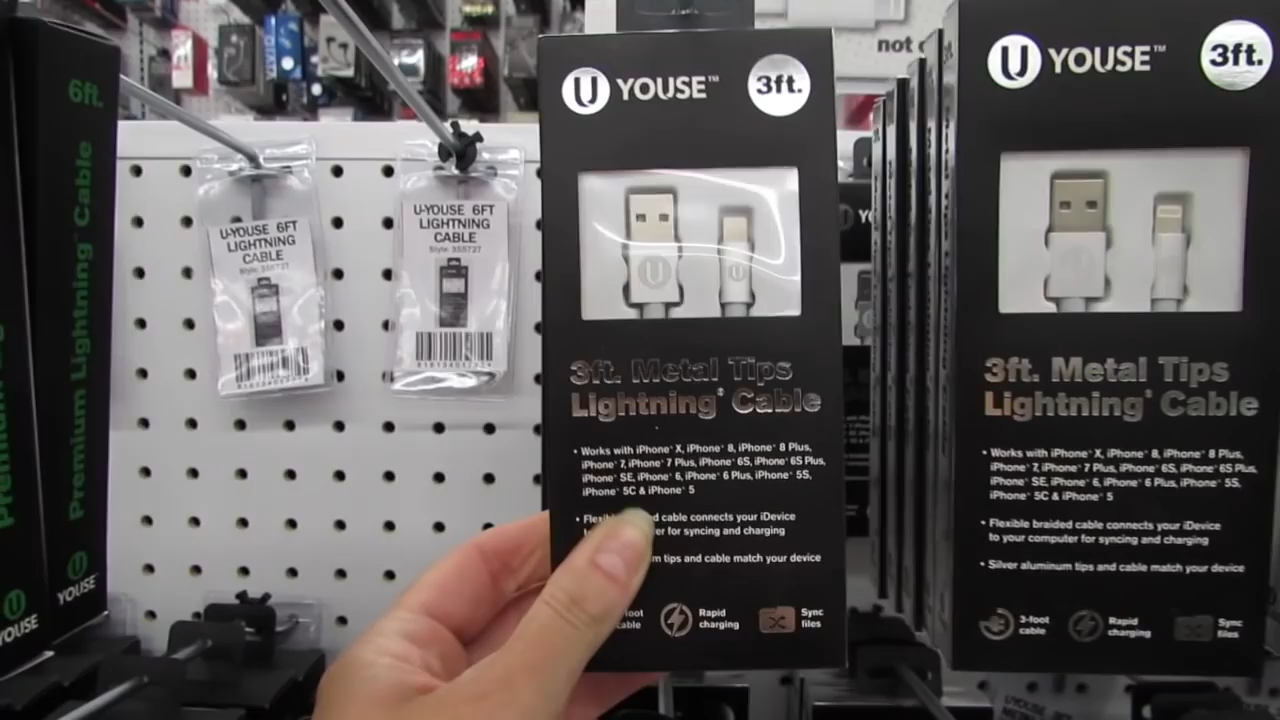 6ft.
Premium Lightning Cable
YOUSE
YOUSE
U-YOUSE 6FT
LIGHTNING
CABLE
Style: 355727
U-YOUSE 6FT
LIGHTNING
CABLE
Style: 355727
U YOUSE™ 3ft.
3ft. Metal Tips
Lightning® Cable
• Works with iPhone® X, iPhone® 8, iPhone® 8 Plus,
iPhone® 7, iPhone® 7 Plus, iPhone® 6S, iPhone® 6S Plus,
iPhone® SE, iPhone® 6, iPhone® 6 Plus, iPhone® 5S,
iPhone® 5C & iPhone® 5
cable connects your iDevice
for syncing and charging
tips and cable match your device
cable
Rapid
charging
Sync
files
not
U YOUSE™ 3ft.
3ft. Metal Tips
Lightning® Cable
• Works with iPhone® X, iPhone® 8, iPhone® 8 Plus,
iPhone® 7, iPhone® 7 Plus, iPhone® 6S, iPhone® 6S Plus,
iPhone® SE, iPhone® 6, iPhone® 6 Plus, iPhone® 5S,
iPhone® 5C & iPhone® 5
• Flexible braided cable connects your iDevice
to your computer for syncing and charging
• Silver aluminum tips and cable match your device
3-foot
cable
Rapid
charging
Sync
files